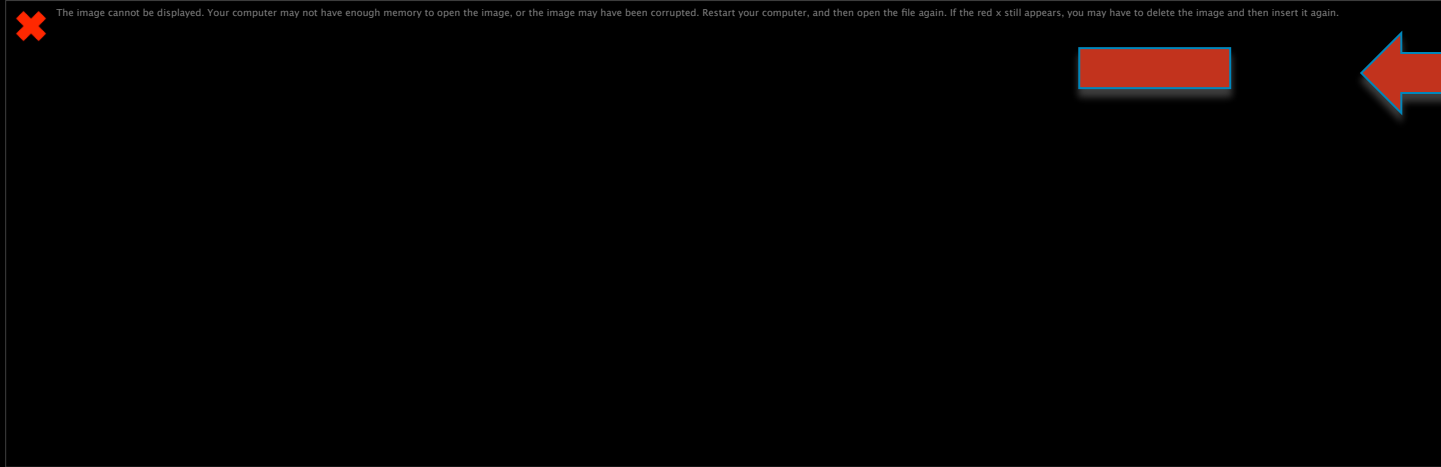 The image cannot be displayed. Your computer may not have enough memory to open the image, or the image may have been corrupted. Restart your computer, and then open the file again. If the red x still appears, you may have to delete the image and then insert it again.